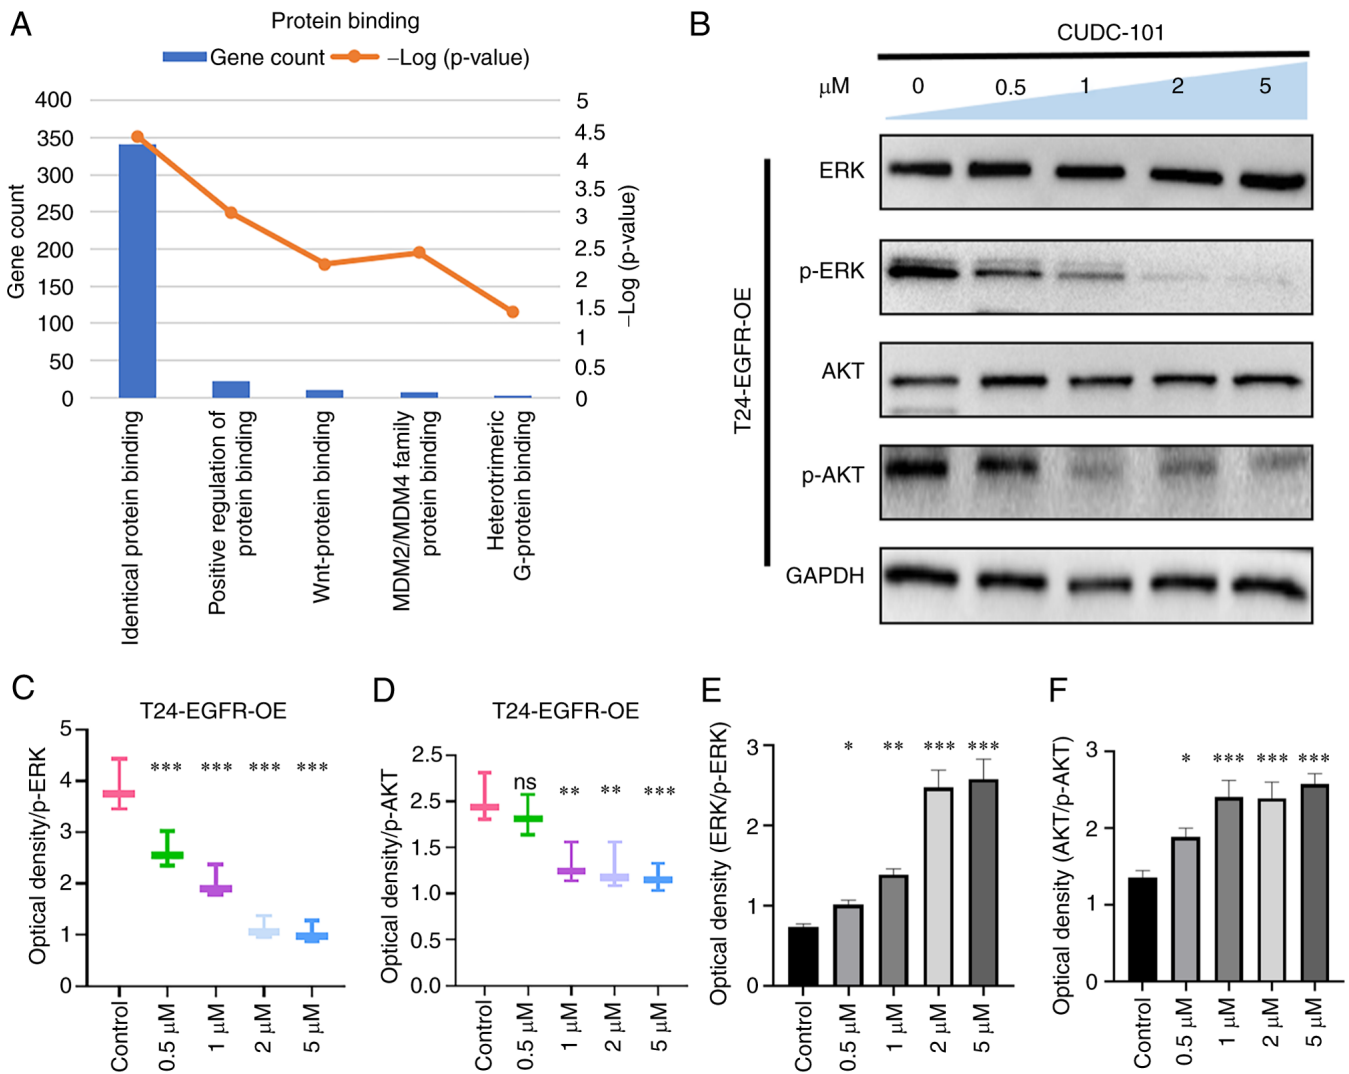 A
Protein binding
Gene count
–Log (p-value)
400
350
300
250
200
150
100
50
0
Gene count
5
4.5
4
3.5
3
2.5
2
1.5
1
0.5
0
–Log (p-value)
Identical protein binding
Positive regulation of
protein binding
Wnt-protein binding
MDM2/MDM4 family
protein binding
Heterotrimeric
G-protein binding
B
CUDC-101
µM 0 0.5 1 2 5
T24-EGFR-OE
ERK
p-ERK
AKT
p-AKT
GAPDH
C
T24-EGFR-OE
Optical density/p-ERK
5
4
3
2
1
0
*** *** *** ***
Control
0.5 µM
1 µM
2 µM
5 µM
D
T24-EGFR-OE
Optical density/p-AKT
2.5
2.5
1.5
1.0
0.5
0.0
ns ** ** ***
Control
0.5 µM
1 µM
2 µM
5 µM
E
Optical density (ERK/p-ERK)
3
2
1
0
* ** *** ***
Control
0.5 µM
1 µM
2 µM
5 µM
F
Optical density (AKT/p-AKT)
3
2
1
0
* *** *** ***
Control
0.5 µM
1 µM
2 µM
5 µM